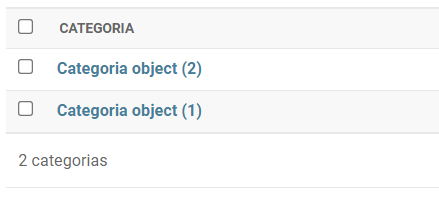 CATEGORIA
Categoria object (2)
Categoria object (1)
2 categorias